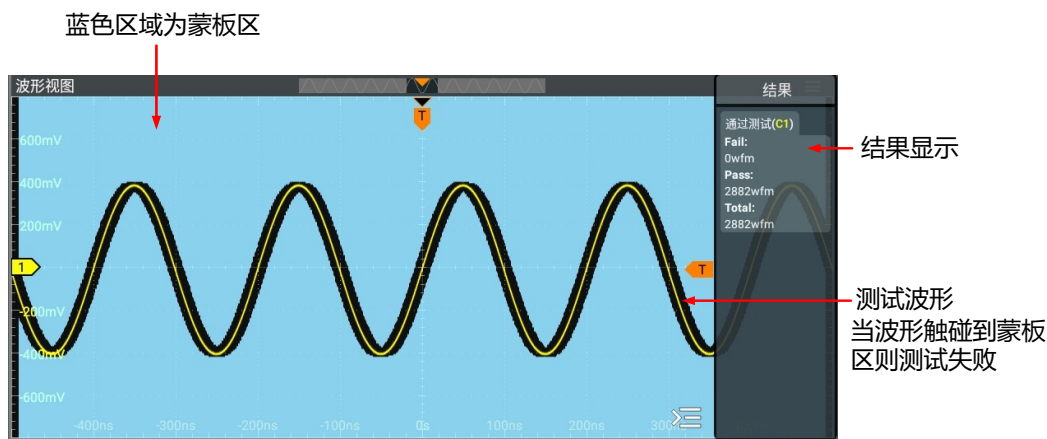 蓝色区域为蒙板区
波形视图
T
600mV
400mV
200mV
1
-200mV
-400mV
-600mV
-400ns
-300ns
-200ns
-100ns
0s
100ns
200ns
300ns
T
结果
通过测试(C1)
Fail:
0wfm
Pass:
2882wfm
Total:
2882wfm
结果显示
测试波形
当波形触碰到蒙板
区则测试失败